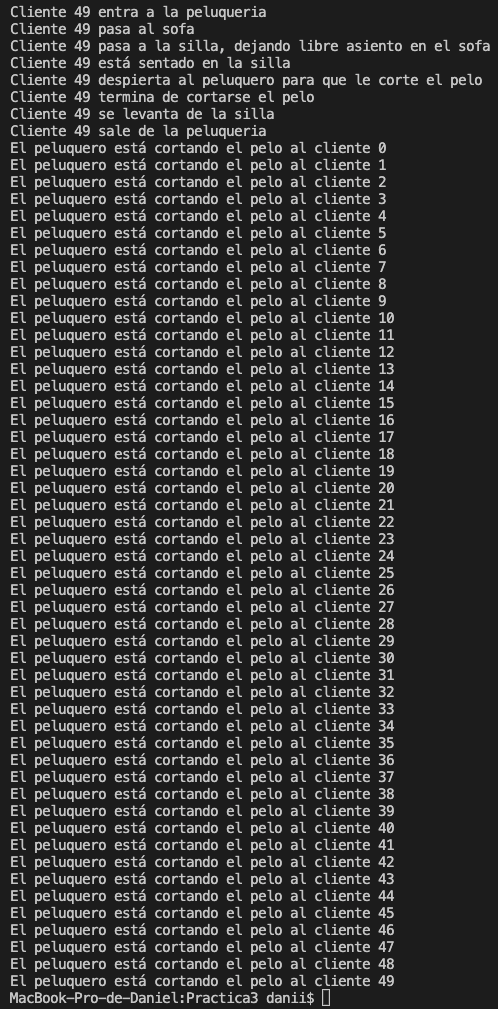 Cliente 49 entra a la peluqueria
Cliente 49 pasa al sofa
Cliente 49 pasa a la silla, dejando libre asiento en el sofa
Cliente 49 está sentado en la silla
Cliente 49 despierta al peluquero para que le corte el pelo
Cliente 49 termina de cortarse el pelo
Cliente 49 se levanta de la silla
Cliente 49 sale de la peluqueria
El peluquero está cortando el pelo al cliente 0
El peluquero está cortando el pelo al cliente 1
El peluquero está cortando el pelo al cliente 2
El peluquero está cortando el pelo al cliente 3
El peluquero está cortando el pelo al cliente 4
El peluquero está cortando el pelo al cliente 5
El peluquero está cortando el pelo al cliente 6
El peluquero está cortando el pelo al cliente 7
El peluquero está cortando el pelo al cliente 8
El peluquero está cortando el pelo al cliente 9
El peluquero está cortando el pelo al cliente 10
El peluquero está cortando el pelo al cliente 11
El peluquero está cortando el pelo al cliente 12
El peluquero está cortando el pelo al cliente 13
El peluquero está cortando el pelo al cliente 14
El peluquero está cortando el pelo al cliente 15
El peluquero está cortando el pelo al cliente 16
El peluquero está cortando el pelo al cliente 17
El peluquero está cortando el pelo al cliente 18
El peluquero está cortando el pelo al cliente 19
El peluquero está cortando el pelo al cliente 20
El peluquero está cortando el pelo al cliente 21
El peluquero está cortando el pelo al cliente 22
El peluquero está cortando el pelo al cliente 23
El peluquero está cortando el pelo al cliente 24
El peluquero está cortando el pelo al cliente 25
El peluquero está cortando el pelo al cliente 26
El peluquero está cortando el pelo al cliente 27
El peluquero está cortando el pelo al cliente 28
El peluquero está cortando el pelo al cliente 29
El peluquero está cortando el pelo al cliente 30
El peluquero está cortando el pelo al cliente 31
El peluquero está cortando el pelo al cliente 32
El peluquero está cortando el pelo al cliente 33
El peluquero está cortando el pelo al cliente 34
El peluquero está cortando el pelo al cliente 35
El peluquero está cortando el pelo al cliente 36
El peluquero está cortando el pelo al cliente 37
El peluquero está cortando el pelo al cliente 38
El peluquero está cortando el pelo al cliente 39
El peluquero está cortando el pelo al cliente 40
El peluquero está cortando el pelo al cliente 41
El peluquero está cortando el pelo al cliente 42
El peluquero está cortando el pelo al cliente 43
El peluquero está cortando el pelo al cliente 44
El peluquero está cortando el pelo al cliente 45
El peluquero está cortando el pelo al cliente 46
El peluquero está cortando el pelo al cliente 47
El peluquero está cortando el pelo al cliente 48
El peluquero está cortando el pelo al cliente 49
MacBook-Pro-de-Daniel:Practica3 danii$